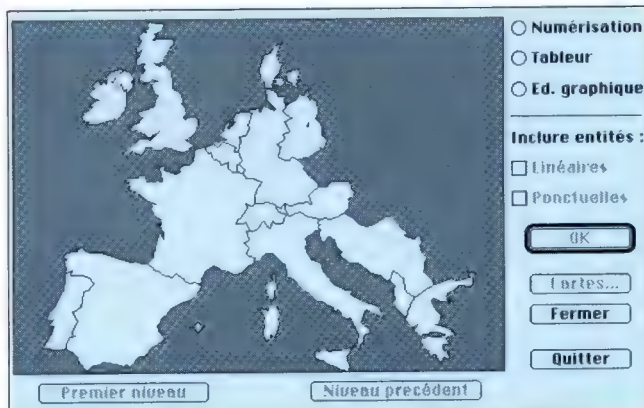 Numérisation
Tableur
Ed. graphique
Inclure entités :
Linéaires
Ponctuelles
OK
Cartes...
Fermer
Quitter
Premier niveau
Niveau precédent